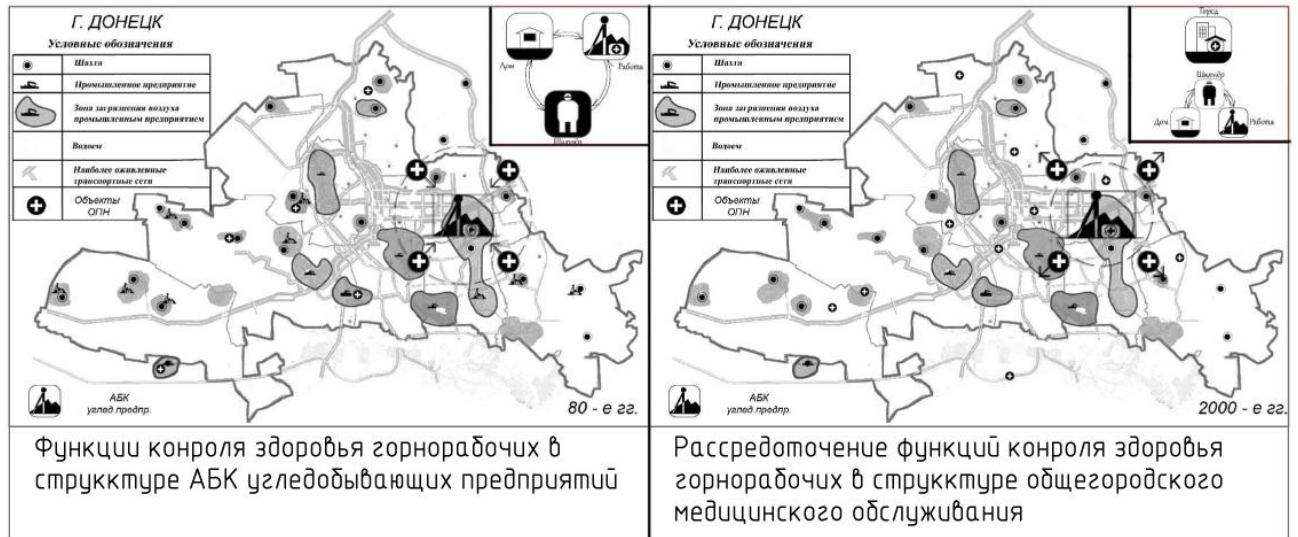 Г. ДОНЕЦК
Условные обозначения
Шахта
Промышленное предприятие
Зона загрязнения воздуха
промышленным предприятием
Водоем
Наиболее оживленные
транспортные сети
Объекты
ОПН
Дом
Работа
Шахтёр
АБК
углед.предпр.
80 - е гг.
Функции конроля здоровья горнорабочих в
струкктуре АБК угледобывающих предприятий
Г. ДОНЕЦК
Условные обозначения
Шахта
Промышленное предприятие
Зона загрязнения воздуха
промышленным предприятием
Водоем
Наиболее оживленные
транспортные сети
Объекты
ОПН
Город
Шахтёр
Дом
Работа
АБК
углед.предпр.
2000 - е гг.
Рассредоточение функций конроля здоровья
горнорабочих в струкктуре общегородского
медицинского обслуживания